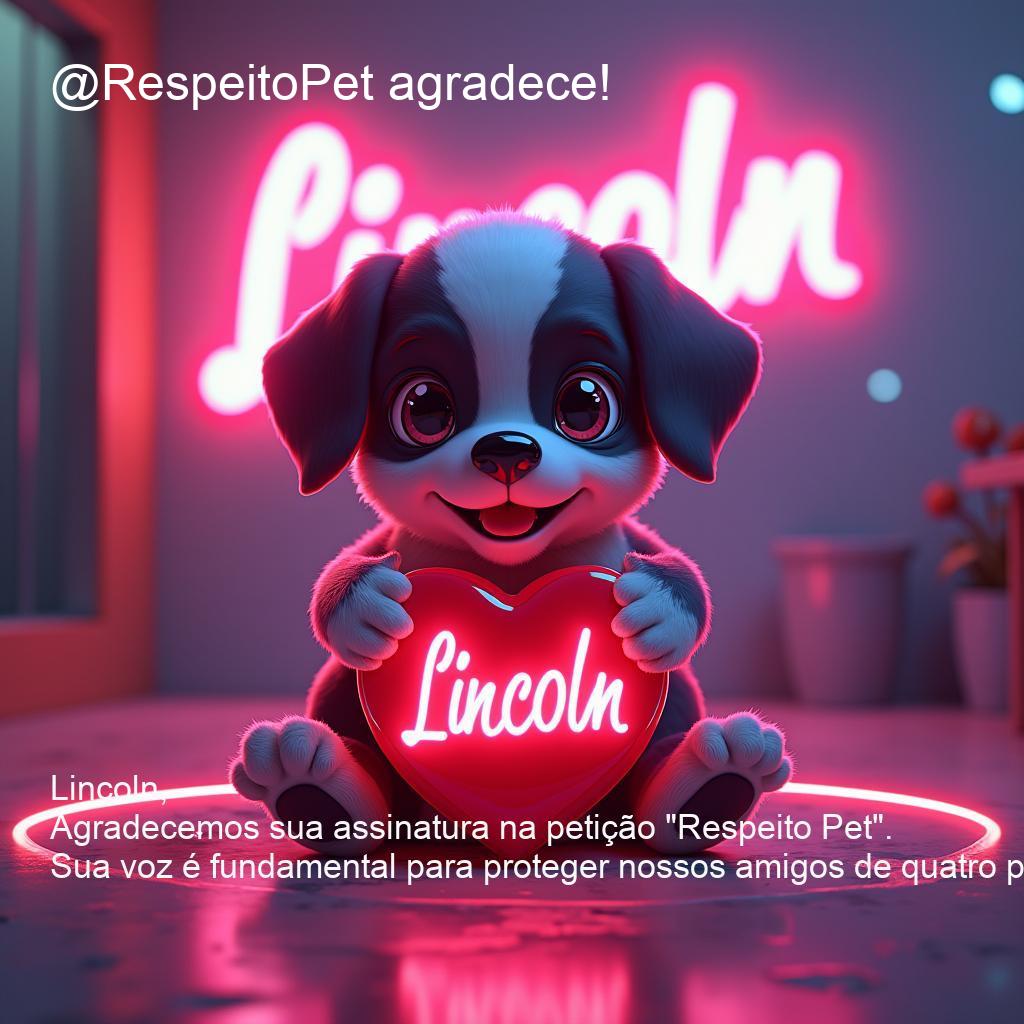 @RespeitoPet agradece!
Lincoln
Lincoln
Lincoln,
Agradecemos sua assinatura na petição "Respeito Pet".
Sua voz é fundamental para proteger nossos amigos de quatro p